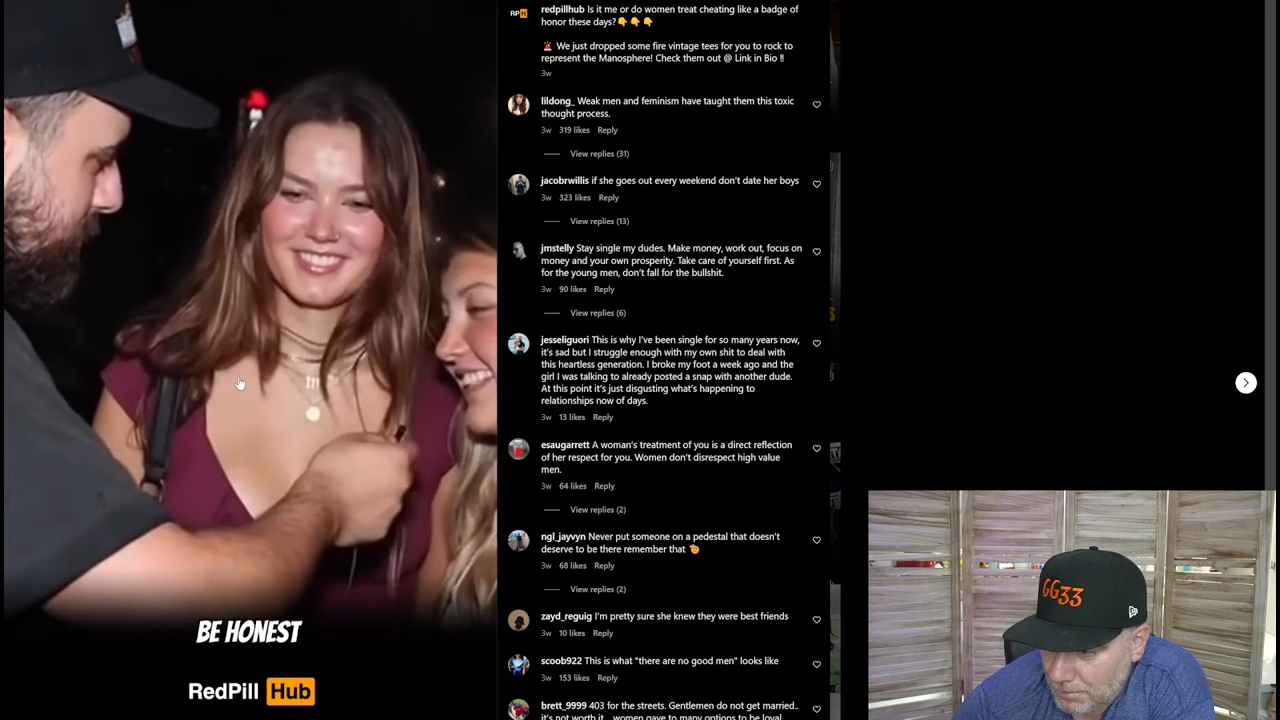 BE HONEST
RedPill Hub
RP H
redpillhub Is it me or do women treat cheating like a badge of
honor these days?👇👇👇
🚨 We just dropped some fire vintage tees for you to rock to
represent the Manosphere! Check them out @ Link in Bio ‼
3w
lildong_ Weak men and feminism have taught them this toxic
thought process.
3w 319 likes Reply
View replies (31)
jacobrwillis if she goes out every weekend don't date her boys
3w 323 likes Reply
View replies (13)
jmstelly Stay single my dudes. Make money, work out, focus on
money and your own prosperity. Take care of yourself first. As
for the young men, don't fall for the bullshit.
3w 90 likes Reply
View replies (6)
jesseliguori This is why I've been single for so many years now,
it's sad but I struggle enough with my own shit to deal with
this heartless generation. I broke my foot a week ago and the
girl I was talking to already posted a snap with another dude.
At this point it's just disgusting what's happening to
relationships now of days.
3w 13 likes Reply
esaugarrett A woman's treatment of you is a direct reflection
of her respect for you. Women don't disrespect high value
men.
3w 64 likes Reply
View replies (2)
ngl_jayvyn Never put someone on a pedestal that doesn't
deserve to be there remember that 🫡
3w 68 likes Reply
View replies (2)
zayd_reguig I'm pretty sure she knew they were best friends
3w 10 likes Reply
scoob922 This is what "there are no good men" looks like
3w 153 likes Reply
brett_9999 403 for the streets. Gentlemen do not get married..
it's not worth it.. women gave to many options to be loyal
GG33